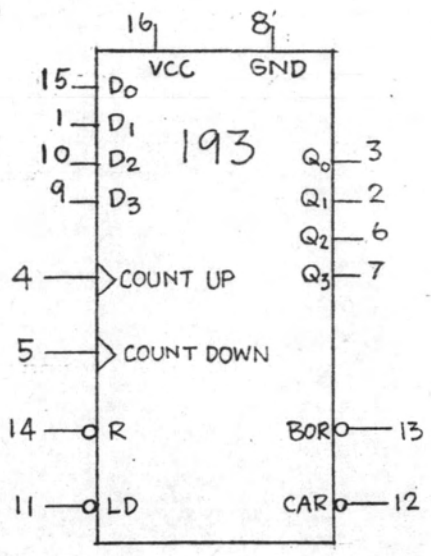 16 8'
VCC GND
15 D0
1 D1
10 D2
9 D3
193
Q0 3
Q1 2
Q2 6
Q3 7
4 COUNT UP
5 COUNT DOWN
14 R
BOR 13
11 LD
CAR 12